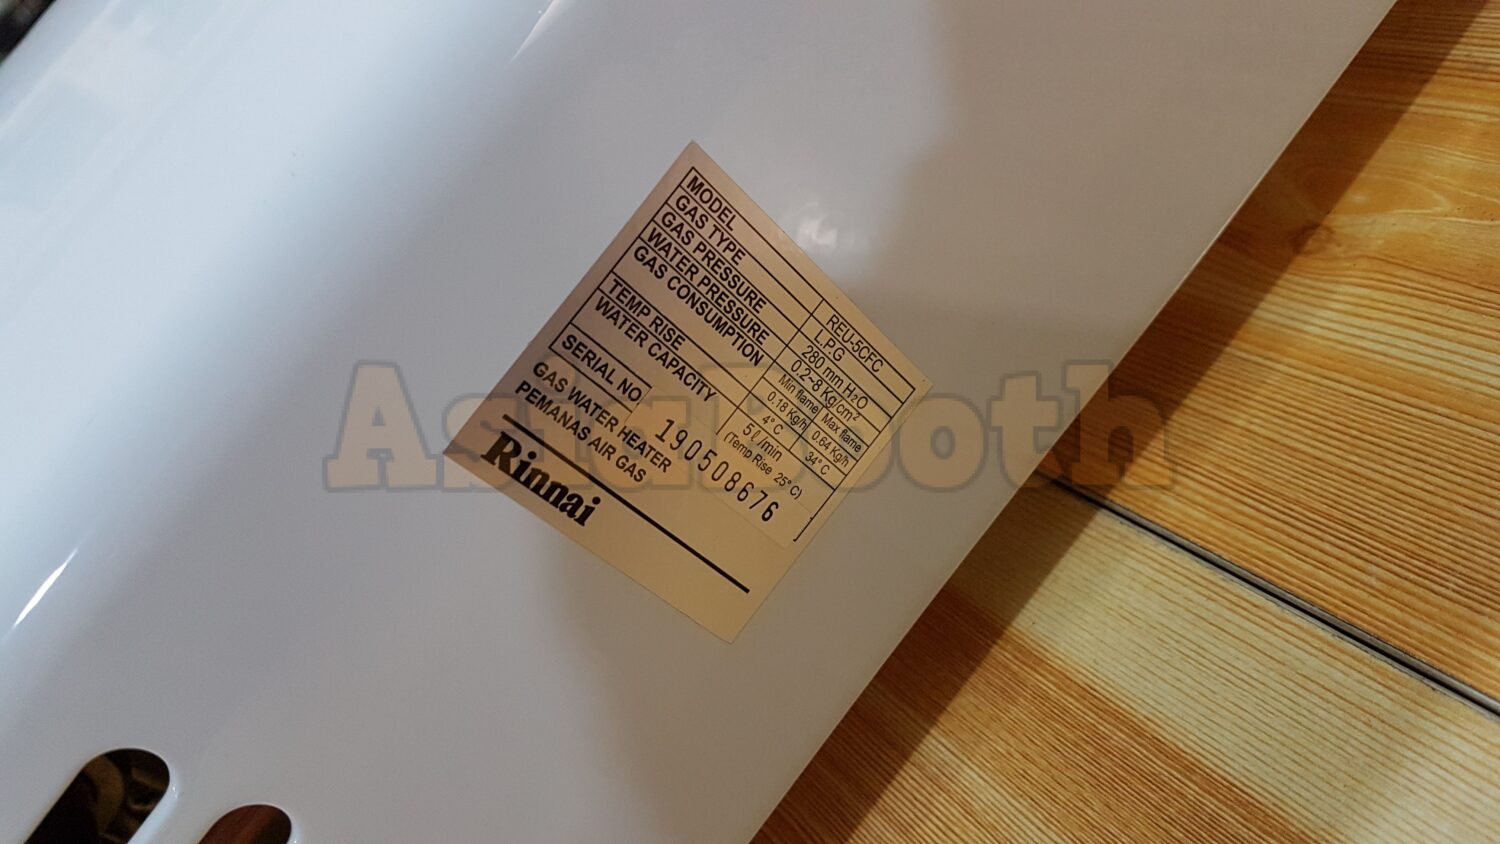 MODEL REU-5CFC
GAS TYPE L.P.G
GAS PRESSURE 280 mm H₂O
WATER PRESSURE 0.2~8 Kg/cm²
GAS CONSUMPTION Min flame Max flame
0.18 Kg/h 0.64 Kg/h
TEMP RISE 4°C 34°C
WATER CAPACITY 5ℓ/min
(Temp Rise 25°C)
SERIAL NO 190508676
GAS WATER HEATER
PEMANAS AIR GAS
Rinnai
AsiaBooth